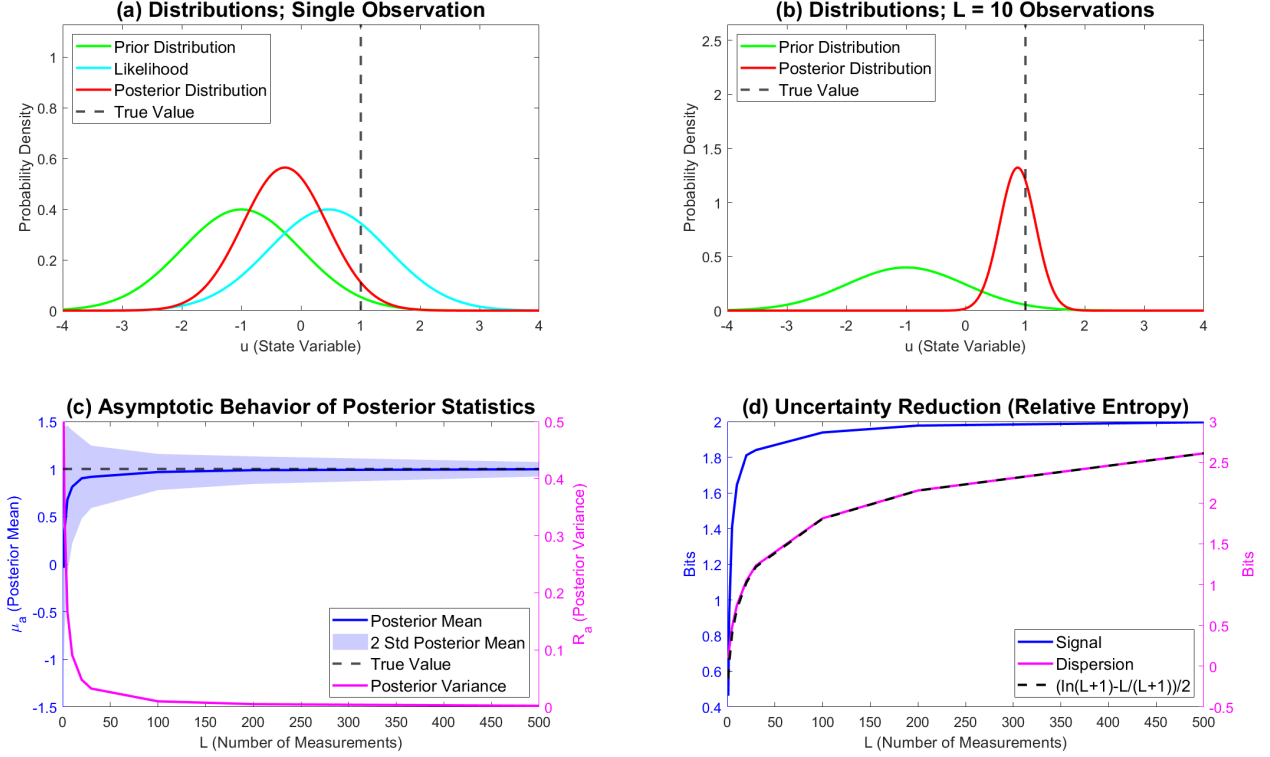 (a) Distributions; Single Observation
Probability Density
1
0.8
0.6
0.4
0.2
0
Prior Distribution
Likelihood
Posterior Distribution
True Value
-4 -3 -2 -1 0 1 2 3 4
u (State Variable)
(b) Distributions; L = 10 Observations
Probability Density
2.5
2
1.5
1
0.5
0
Prior Distribution
Posterior Distribution
True Value
-4 -3 -2 -1 0 1 2 3 4
u (State Variable)
(c) Asymptotic Behavior of Posterior Statistics
μa (Posterior Mean)
1.5
1
0.5
0
-0.5
-1
-1.5
Posterior Mean
2 Std Posterior Mean
True Value
Posterior Variance
0.5
0.4
0.3
0.2
0.1
0
Ra (Posterior Variance)
0 50 100 150 200 250 300 350 400 450 500
L (Number of Measurements)
(d) Uncertainty Reduction (Relative Entropy)
Bits
2
1.8
1.6
1.4
1.2
1
0.8
0.6
0.4
Signal
Dispersion
(ln(L+1)-L/(L+1))/2
3
2.5
2
1.5
1
0.5
0
-0.5
Bits
0 50 100 150 200 250 300 350 400 450 500
L (Number of Measurements)